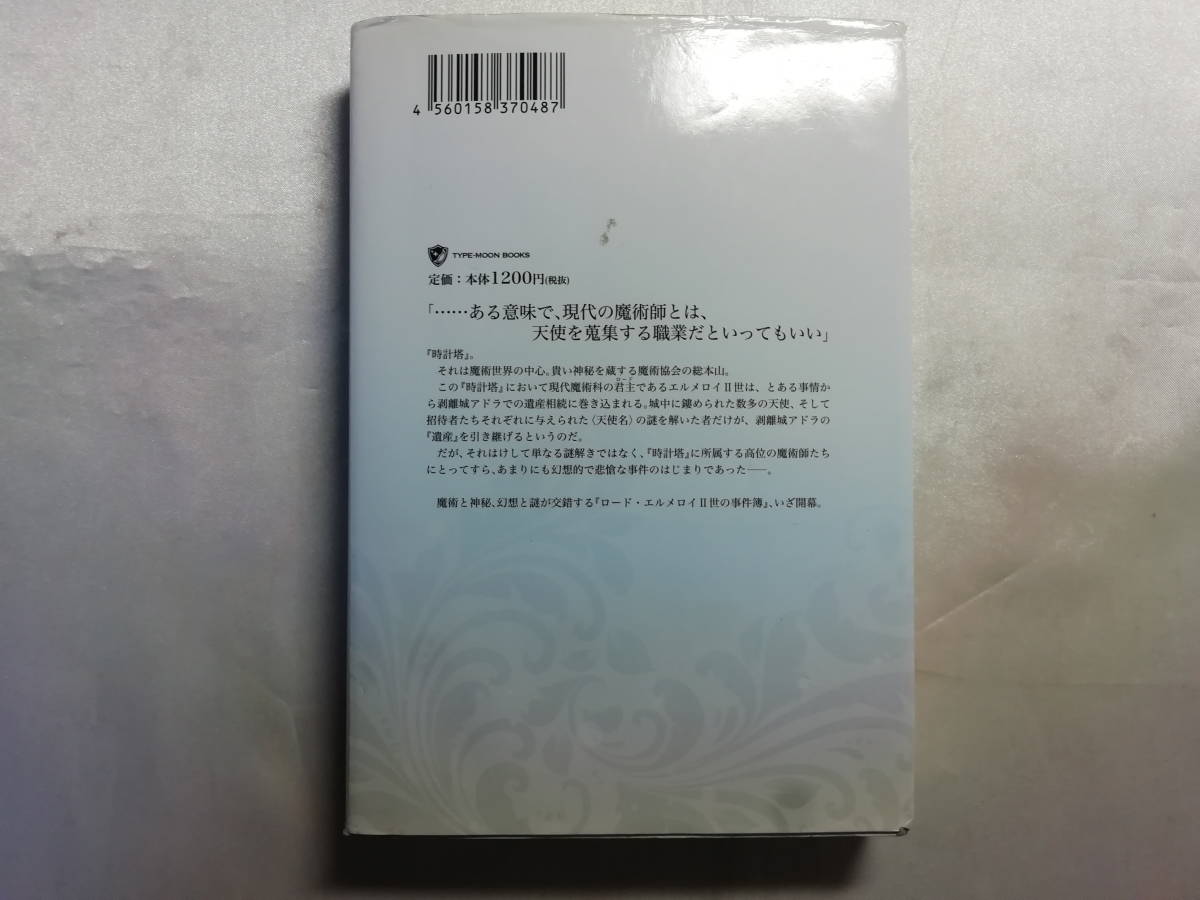 4 560158 370487
TYPE-MOON BOOKS
定価：本体1200円(税抜)
「……ある意味で、現代の魔術師とは、
天使を蒐集する職業だといってもいい」
『時計塔』。
それは魔術世界の中心。貴い神秘を蔵する魔術協会の総本山。
この『時計塔』において現代魔術科の君主であるエルメロイⅡ世は、とある事情か
ロード
ら剥離城アドラでの遺産相続に巻き込まれる。城中に鏤められた数多の天使、そして
招待者たちそれぞれに与えられた〈天使名〉の謎を解いた者だけが、剥離城アドラの
『遺産』を引き継げるというのだ。
だが、それはけして単なる謎解きではなく、『時計塔』に所属する高位の魔術師たち
にとってすら、あまりにも幻想的で悲愴な事件のはじまりであった──。
魔術と神秘、幻想と謎が交錯する『ロード・エルメロイⅡ世の事件簿』、いざ開幕。